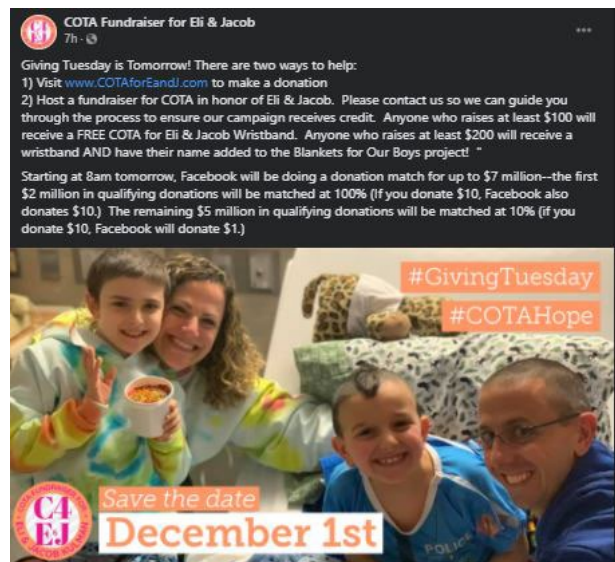 COTA Fundraiser for Eli & Jacob
7h ·
Giving Tuesday is Tomorrow! There are two ways to help:
1) Visit www.COTAforEandJ.com to make a donation
2) Host a fundraiser for COTA in honor of Eli & Jacob. Please contact us so we can guide you
through the process to ensure our campaign receives credit. Anyone who raises at least $100 will
receive a FREE COTA for Eli & Jacob Wristband. Anyone who raises at least $200 will receive a
wristband AND have their name added to the Blankets for Our Boys project! "
Starting at 8am tomorrow, Facebook will be doing a donation match for up to $7 million--the first
$2 million in qualifying donations will be matched at 100% (If you donate $10, Facebook also
donates $10.) The remaining $5 million in qualifying donations will be matched at 10% (if you
donate $10, Facebook will donate $1.)
#GivingTuesday
#COTAHope
POLICE
Save the date
December 1st
C4
EJ